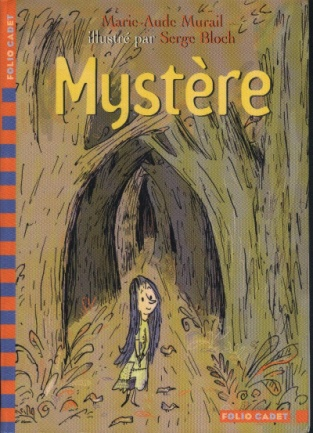 Marie-Aude Murail
illustré par Serge Bloch
Mystère
FOLIO CADET
FOLIO CADET